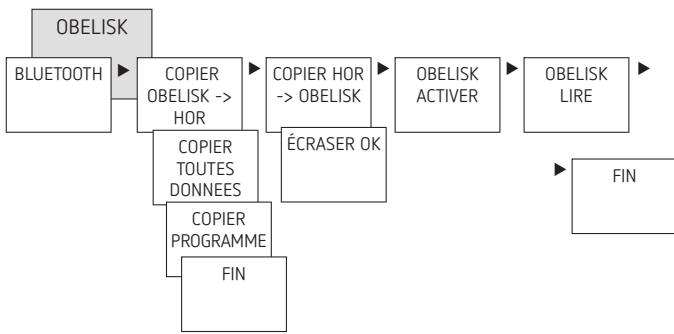 OBELISK
BLUETOOTH
COPIER
OBELISK ->
HOR
COPIER
TOUTES
DONNEES
COPIER
PROGRAMME
FIN
COPIER HOR
-> OBELISK
ÉCRASER OK
OBELISK
ACTIVER
OBELISK
LIRE
FIN